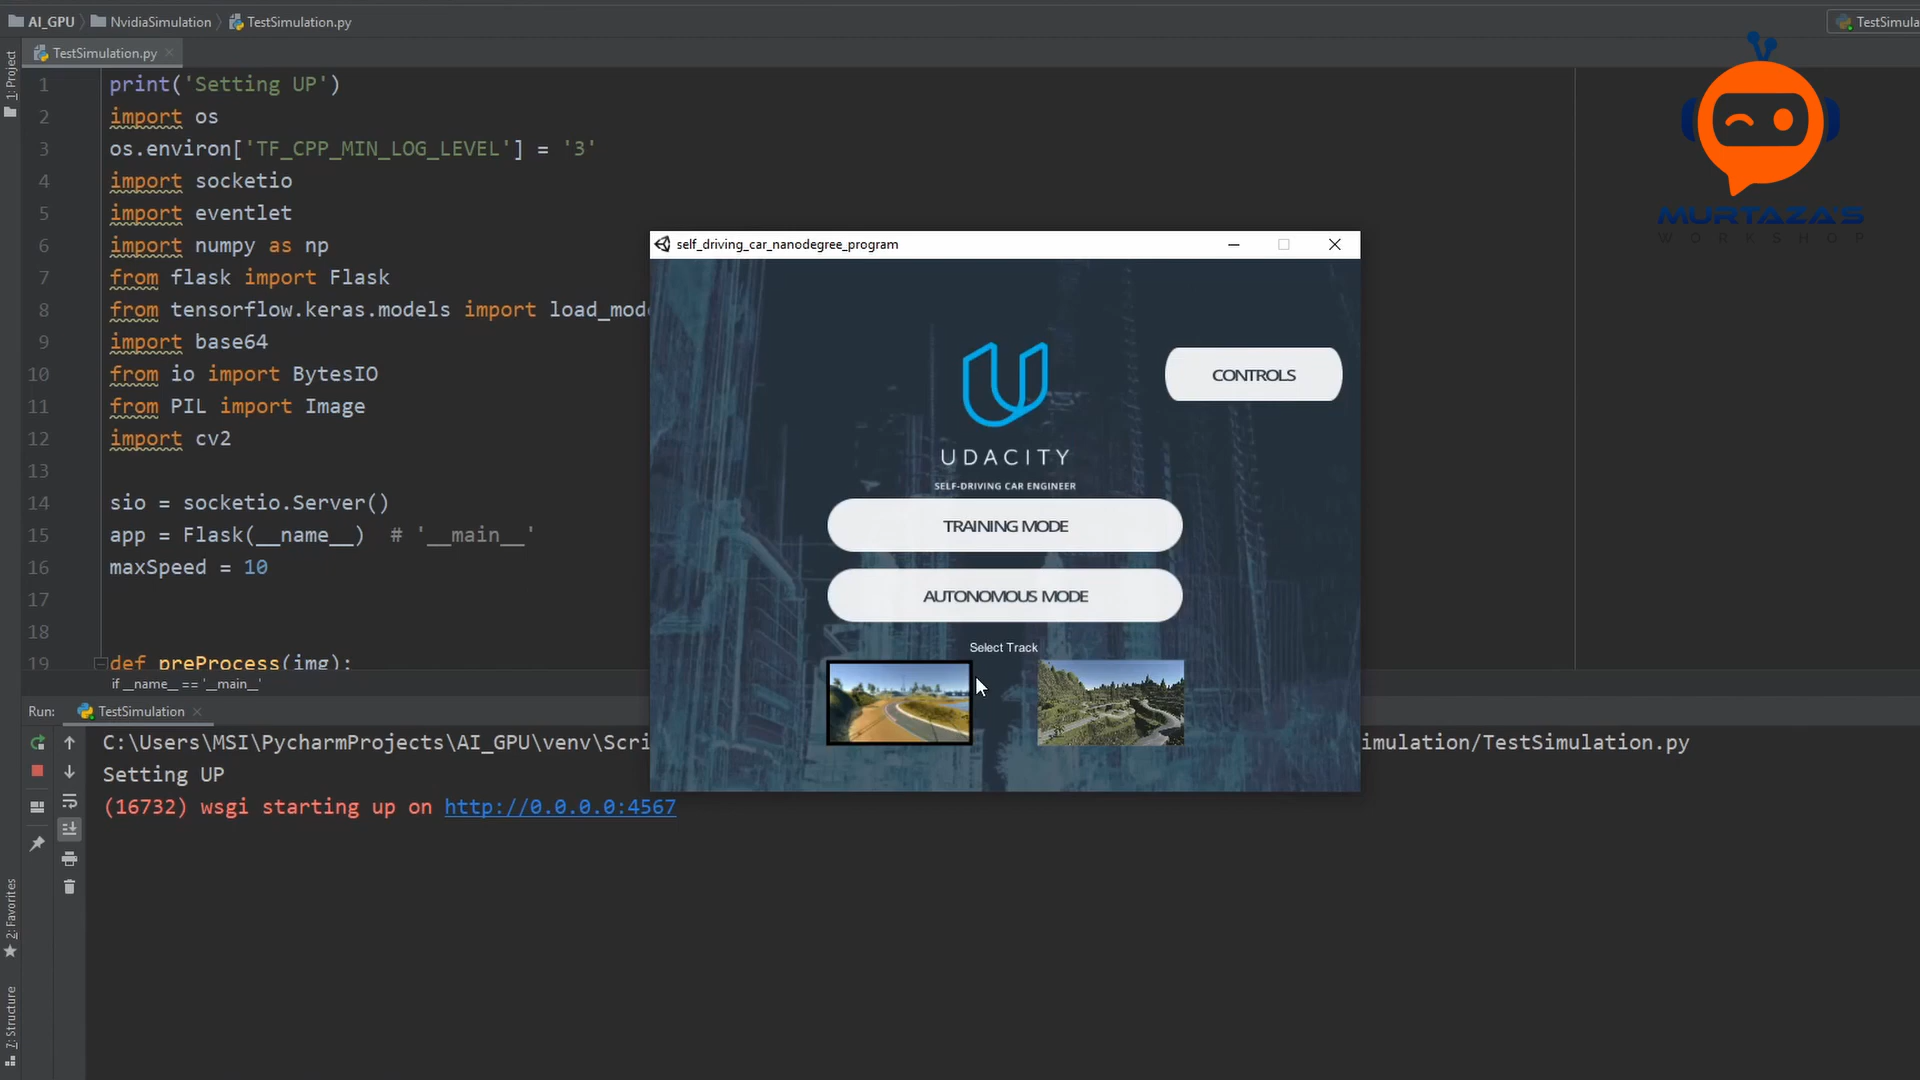 AI_GPU NvidiaSimulation TestSimulation.py
TestSimula
TestSimulation.py
1: Project
1 print('Setting UP')
2 import os
3 os.environ['TF_CPP_MIN_LOG_LEVEL'] = '3'
4 import socketio
5 import eventlet
6 import numpy as np
7 from flask import Flask
8 from tensorflow.keras.models import load_mode
9 import base64
10 from io import BytesIO
11 from PIL import Image
12 import cv2
13
14 sio = socketio.Server()
15 app = Flask(__name__) # '__main__'
16 maxSpeed = 10
17
18
19 def preProcess(img):
if __name__ == '__main__'
MURTAZA'S
WORKSHOP
self_driving_car_nanodegree_program
CONTROLS
UDACITY
SELF-DRIVING CAR ENGINEER
TRAINING MODE
AUTONOMOUS MODE
Select Track
Run: TestSimulation
C:\Users\MSI\PycharmProjects\AI_GPU\venv\Scri
imulation/TestSimulation.py
Setting UP
(16732) wsgi starting up on http://0.0.0.0:4567
2: Favorites
7: Structure